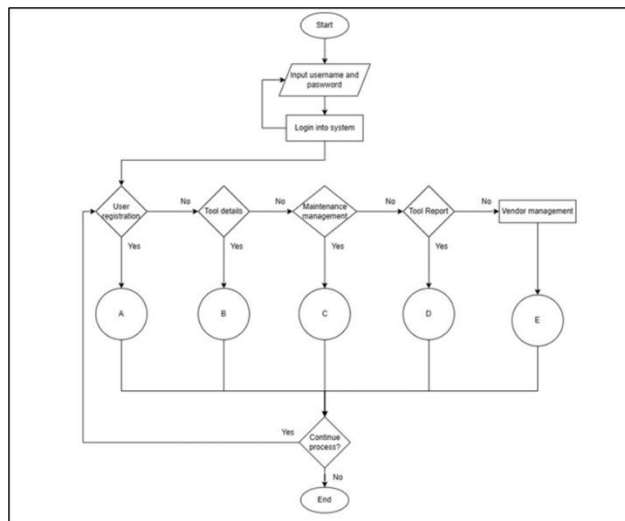 Start
Input username and
paswword
Login into system
User
registration
No
Tool details
No
Maintenance
management
No
Tool Report
No
Vendor management
Yes
Yes
Yes
Yes
A
B
C
D
E
Yes
Continue
process?
No
End